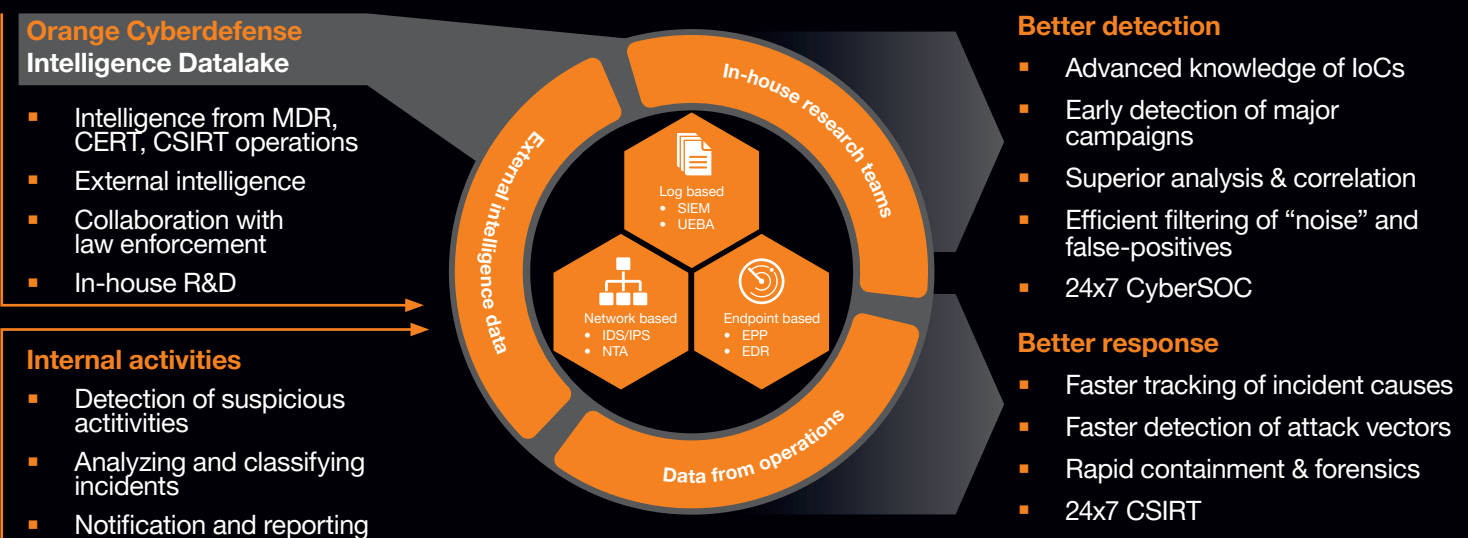 Orange Cyberdefense
Intelligence Datalake
▪ Intelligence from MDR,
CERT, CSIRT operations
▪ External intelligence
▪ Collaboration with
law enforcement
▪ In-house R&D
Internal activities
▪ Detection of suspicious
actitivities
▪ Analyzing and classifying
incidents
▪ Notification and reporting
External intelligence data
In-house research teams
Data from operations
Log based
• SIEM
• UEBA
Network based
• IDS/IPS
• NTA
Endpoint based
• EPP
• EDR
Better detection
▪ Advanced knowledge of IoCs
▪ Early detection of major
campaigns
▪ Superior analysis & correlation
▪ Efficient filtering of “noise” and
false-positives
▪ 24x7 CyberSOC
Better response
▪ Faster tracking of incident causes
▪ Faster detection of attack vectors
▪ Rapid containment & forensics
▪ 24x7 CSIRT